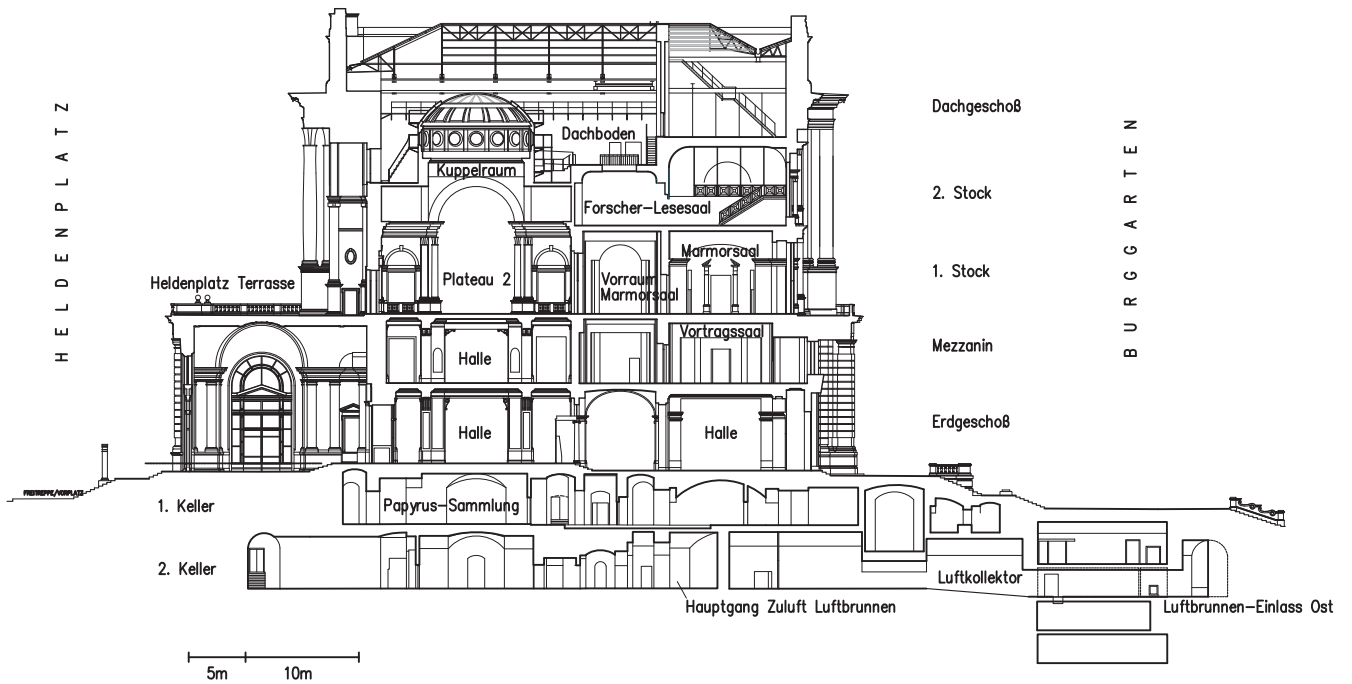 HELDENPLATZ
BURGGARTEN
Dachgeschoß
Dachboden
Kuppelraum
2. Stock
Forscher-Lesesaal
Marmorsaal
1. Stock
Plateau 2
Vorraum
Marmorsaal
Heldenplatz Terrasse
Vortragssaal
Mezzanin
Halle
Erdgeschoß
Halle
Halle
FREITREPPE/VORPLATZ
1. Keller
Papyrus-Sammlung
2. Keller
Luftkollektor
Hauptgang Zuluft Luftbrunnen
Luftbrunnen-Einlass Ost
5m
10m